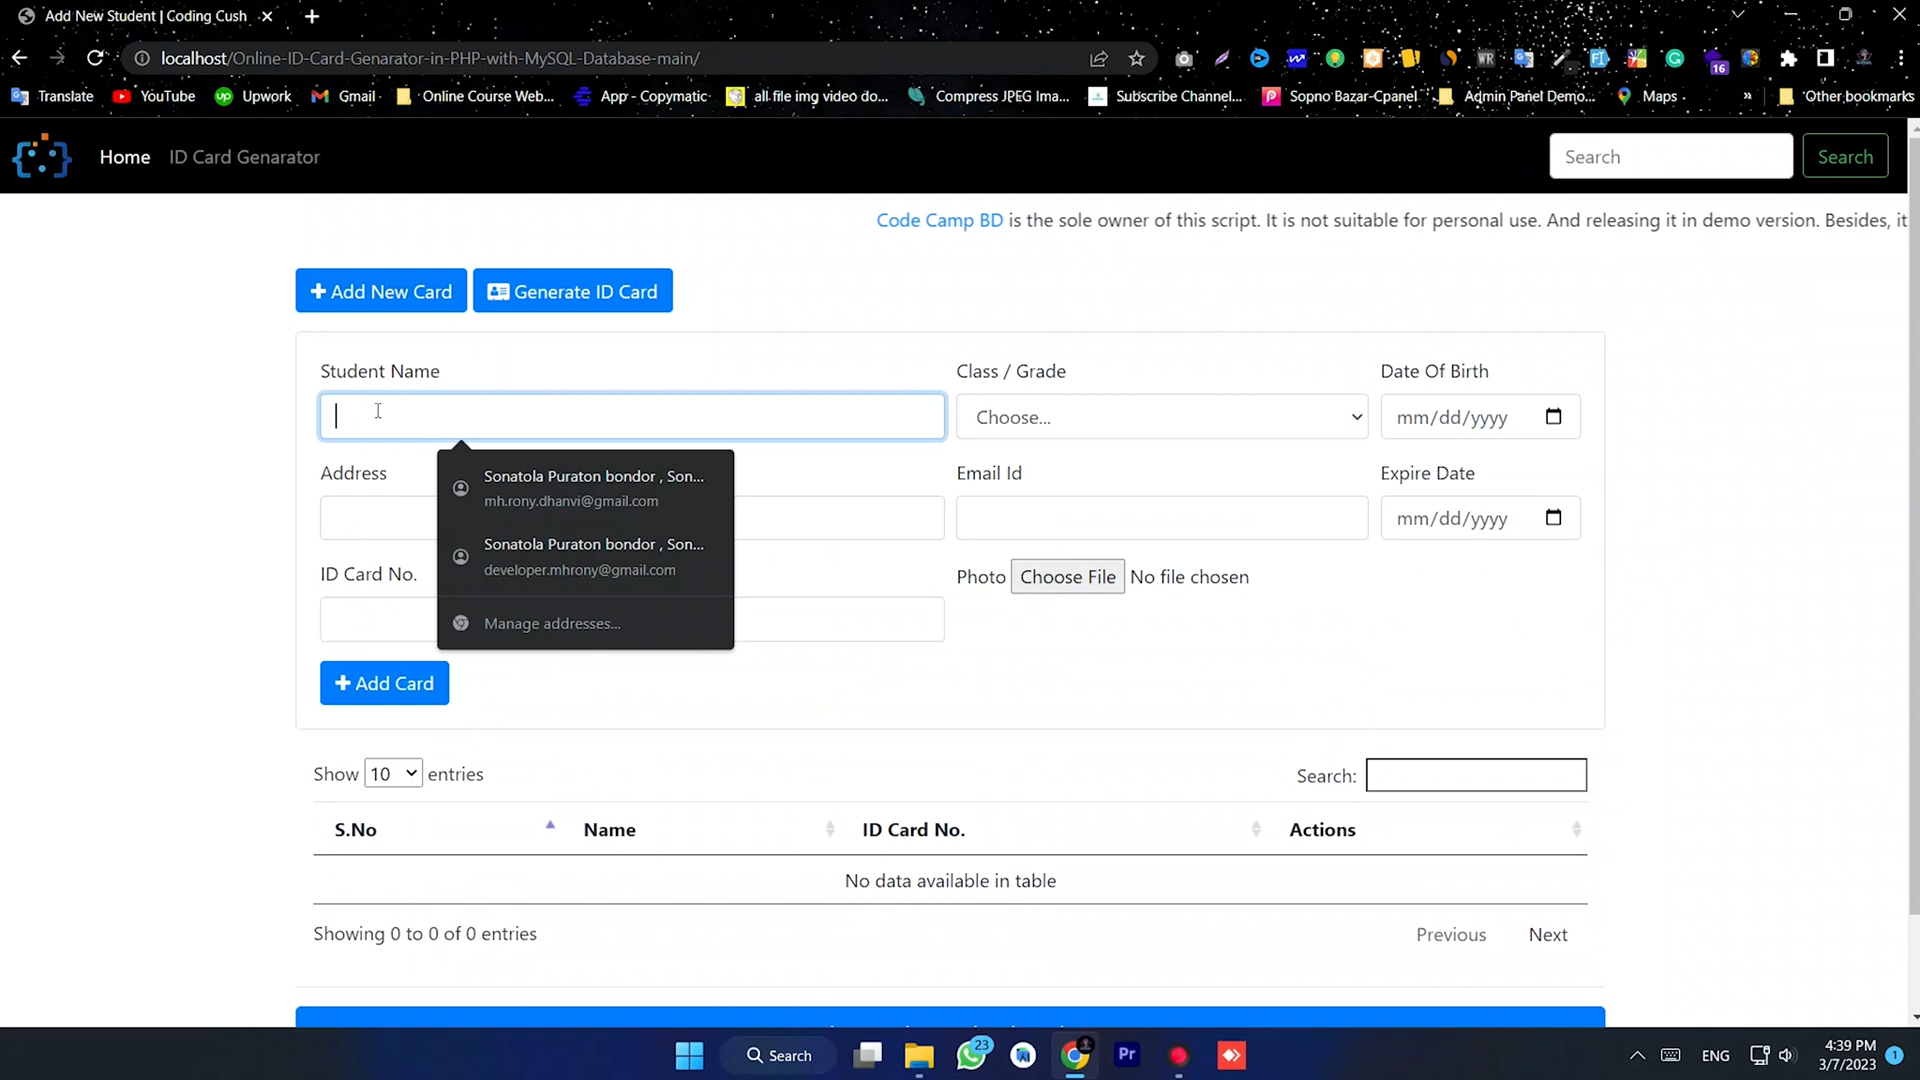 Add New Student | Coding Cush
localhost/Online-ID-Card-Genarator-in-PHP-with-MySQL-Database-main/
WR
16
Translate YouTube Upwork Gmail Online Course Web... App - Copymatic all file img video do... Compress JPEG Ima... Subscribe Channel... Sopno Bazar-Cpanel Admin Panel Demo... Maps » Other bookmarks
Home ID Card Genarator Search Search
Code Camp BD is the sole owner of this script. It is not suitable for personal use. And releasing it in demo version. Besides, it
Add New Card Generate ID Card
Student Name Class / Grade Date Of Birth
Choose... mm/dd/yyyy
Sonatola Puraton bondor , Son...
mh.rony.dhanvi@gmail.com
Address Email Id Expire Date
mm/dd/yyyy
Sonatola Puraton bondor , Son...
developer.mhrony@gmail.com
ID Card No. Photo Choose File No file chosen
Manage addresses...
Add Card
Show 10 entries Search:
S.No Name ID Card No. Actions
No data available in table
Showing 0 to 0 of 0 entries Previous Next
Search 23 Pr ENG 4:39 PM
3/7/2023 1